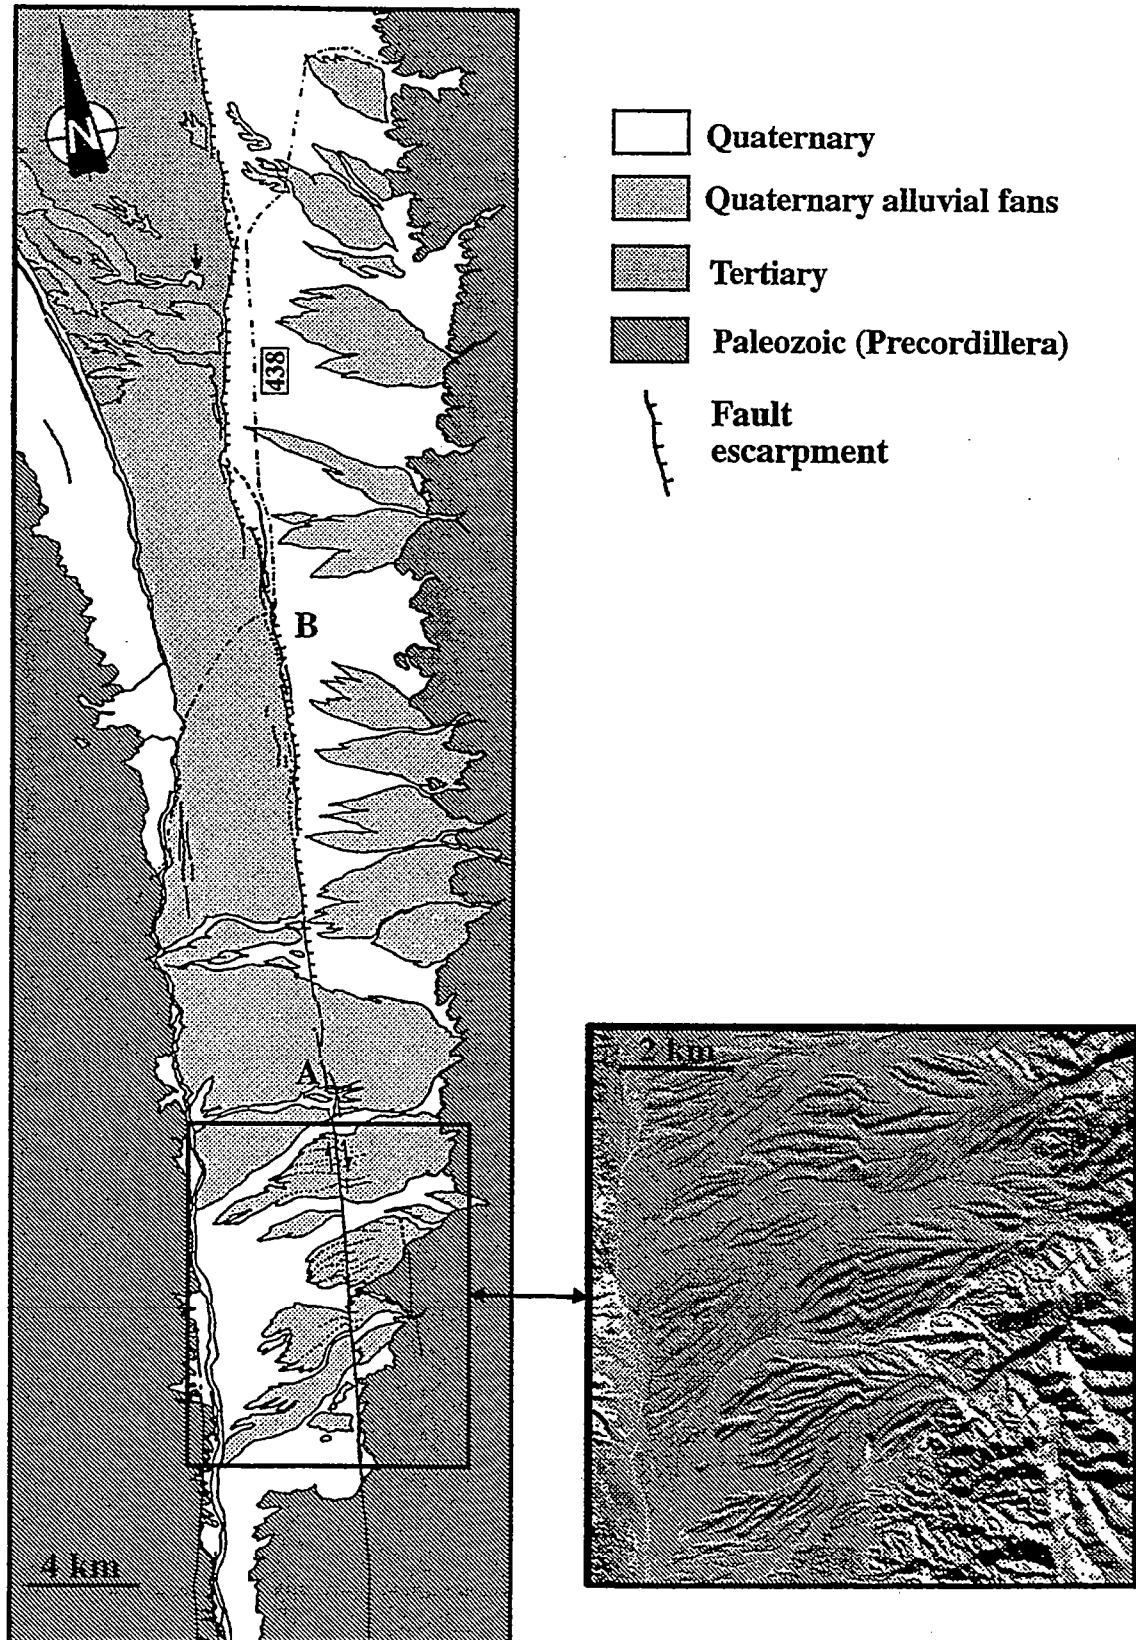 N
438
B
A
4 km
Quaternary
Quaternary alluvial fans
Tertiary
Paleozoic (Precordillera)
Fault
escarpment
2 km